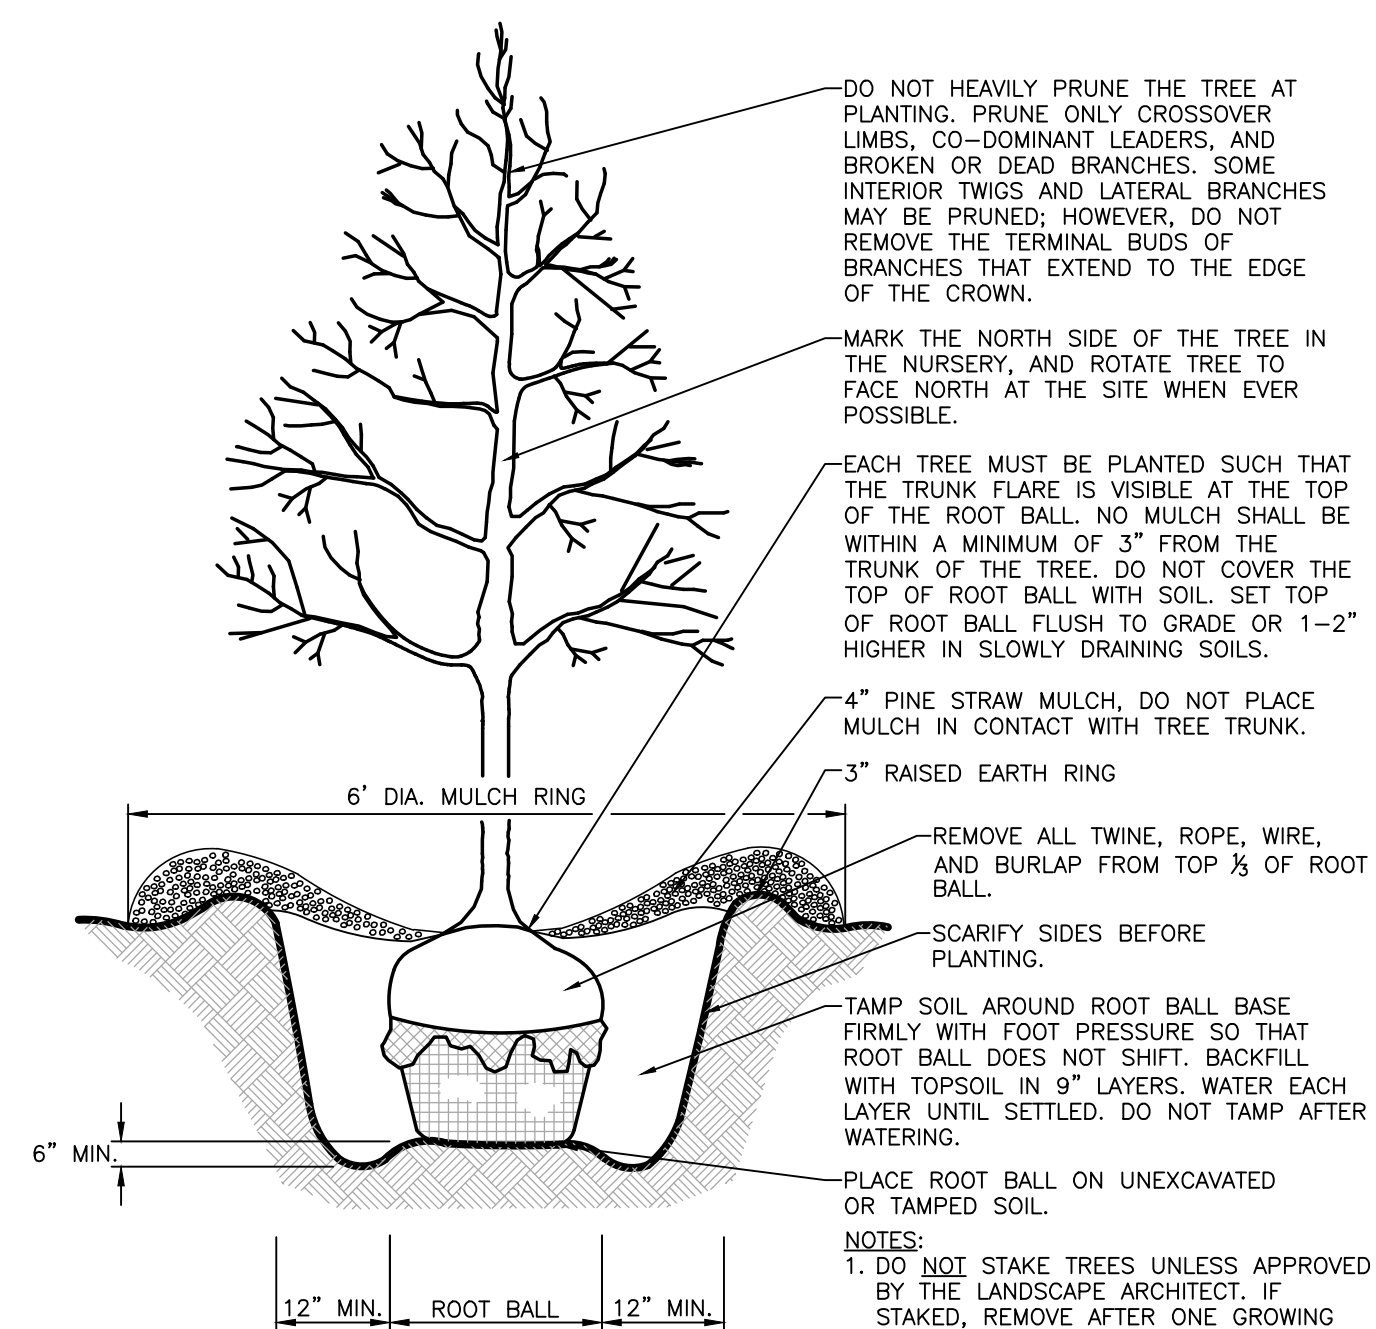 DO NOT HEAVILY PRUNE THE TREE AT
PLANTING. PRUNE ONLY CROSSOVER
LIMBS, CO-DOMINANT LEADERS, AND
BROKEN OR DEAD BRANCHES. SOME
INTERIOR TWIGS AND LATERAL BRANCHES
MAY BE PRUNED; HOWEVER, DO NOT
REMOVE THE TERMINAL BUDS OF
BRANCHES THAT EXTEND TO THE EDGE
OF THE CROWN.
MARK THE NORTH SIDE OF THE TREE IN
THE NURSERY, AND ROTATE TREE TO
FACE NORTH AT THE SITE WHEN EVER
POSSIBLE.
EACH TREE MUST BE PLANTED SUCH THAT
THE TRUNK FLARE IS VISIBLE AT THE TOP
OF THE ROOT BALL. NO MULCH SHALL BE
WITHIN A MINIMUM OF 3" FROM THE
TRUNK OF THE TREE. DO NOT COVER THE
TOP OF ROOT BALL WITH SOIL. SET TOP
OF ROOT BALL FLUSH TO GRADE OR 1-2"
HIGHER IN SLOWLY DRAINING SOILS.
4" PINE STRAW MULCH, DO NOT PLACE
MULCH IN CONTACT WITH TREE TRUNK.
3" RAISED EARTH RING
6' DIA. MULCH RING
REMOVE ALL TWINE, ROPE, WIRE,
AND BURLAP FROM TOP ⅓ OF ROOT
BALL.
SCARIFY SIDES BEFORE
PLANTING.
TAMP SOIL AROUND ROOT BALL BASE
FIRMLY WITH FOOT PRESSURE SO THAT
ROOT BALL DOES NOT SHIFT. BACKFILL
WITH TOPSOIL IN 9" LAYERS. WATER EACH
LAYER UNTIL SETTLED. DO NOT TAMP AFTER
WATERING.
6" MIN.
PLACE ROOT BALL ON UNEXCAVATED
OR TAMPED SOIL.
NOTES:
1. DO NOT STAKE TREES UNLESS APPROVED
BY THE LANDSCAPE ARCHITECT. IF
STAKED, REMOVE AFTER ONE GROWING
12" MIN. ROOT BALL 12" MIN.